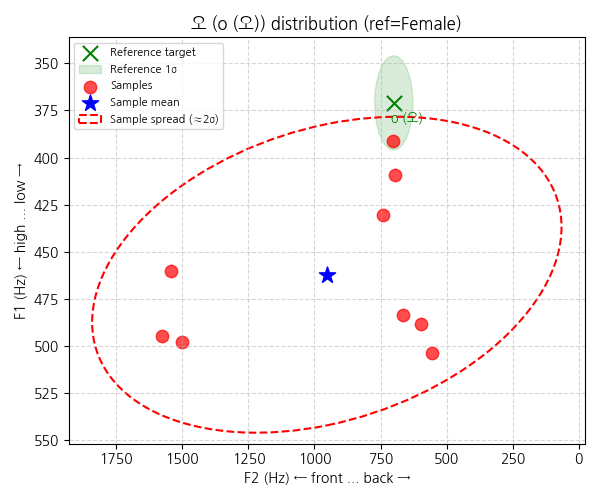 오 (o (오)) distribution (ref=Female)
Reference target
Reference 1σ
Samples
Sample mean
Sample spread (≈2σ)
o (오)
350
375
400
425
450
475
500
525
550
F1 (Hz) ← high ... low →
1750 1500 1250 1000 750 500 250 0
F2 (Hz) ← front ... back →